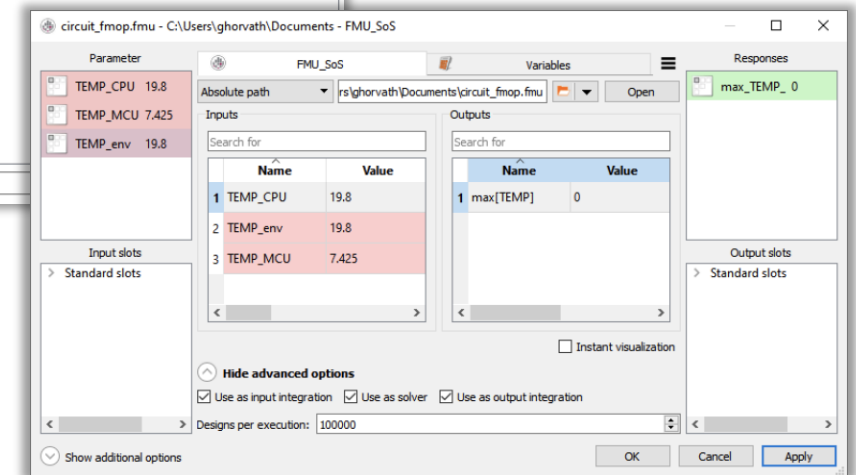 circuit_fmop.fmu - C:\Users\ghorvath\Documents - FMU_SoS
Parameter
TEMP_CPU 19.8
TEMP_MCU 7.425
TEMP_env 19.8
Input slots
Standard slots
FMU_SoS
Variables
Absolute path
rs\ghorvath\Documents\circuit_fmop.fmu
Open
Inputs
Search for
Name Value
1 TEMP_CPU 19.8
2 TEMP_env 19.8
3 TEMP_MCU 7.425
Outputs
Search for
Name Value
1 max[TEMP] 0
Instant visualization
Hide advanced options
Use as input integration Use as solver Use as output integration
Designs per execution: 100000
Responses
max_TEMP_ 0
Output slots
Standard slots
Show additional options
OK Cancel Apply